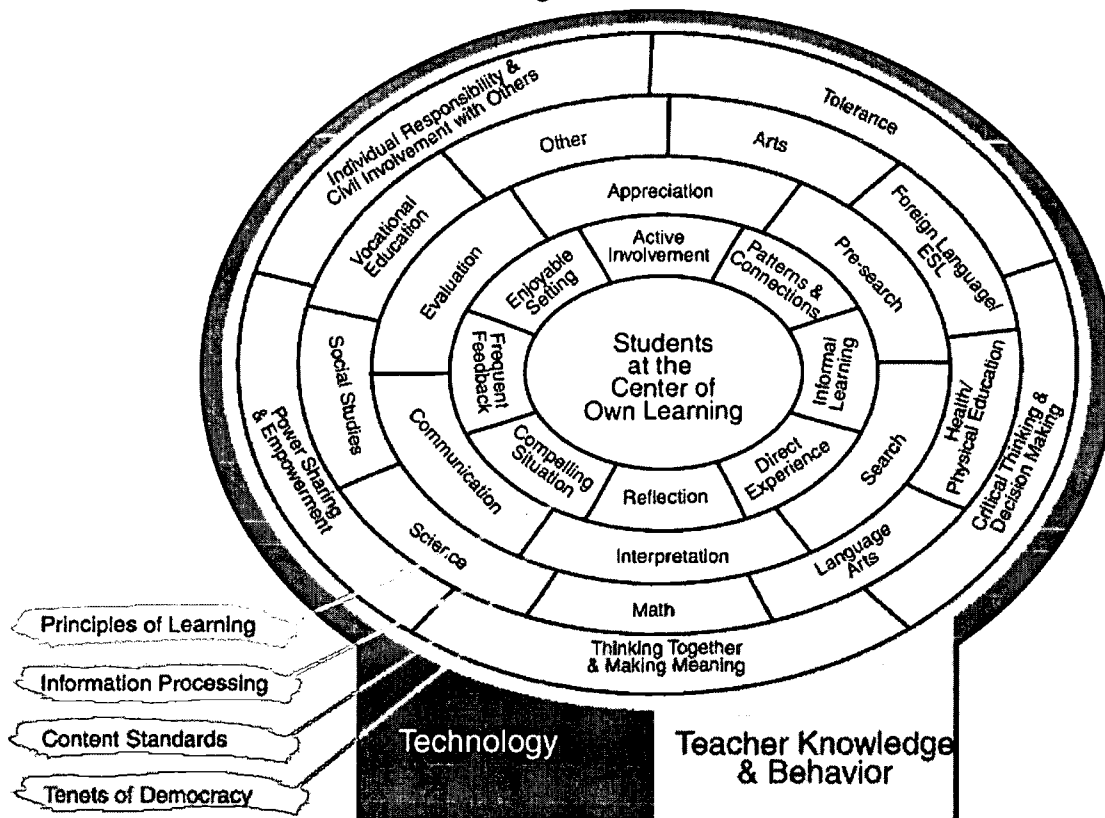 Individual Responsibility &
Civil Involvement with Others
Tolerance
Other
Arts
Vocational
Education
Foreign Language/
ESL
Appreciation
Evaluation
Pre-search
Active
Involvement
Enjoyable
Setting
Patterns &
Connections
Students
at the
Center of
Own Learning
Frequent
Feedback
Informal
Learning
Social Studies
Health/
Physical Education
Power Sharing
& Empowerment
Critical Thinking &
Decision Making
Communication
Search
Compelling
Situation
Direct
Experience
Reflection
Interpretation
Science
Language
Arts
Math
Thinking Together
& Making Meaning
Principles of Learning
Information Processing
Content Standards
Tenets of Democracy
Technology
Teacher Knowledge
& Behavior